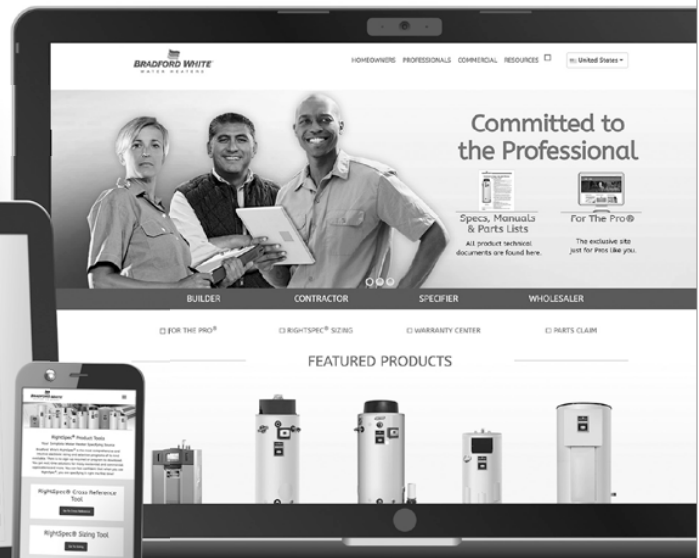 BRADFORD WHITE
WATER HEATERS
HOMEOWNERS PROFESSIONALS COMMERCIAL RESOURCES
United States
Committed to
the Professional
Specs, Manuals
& Parts Lists
All product technical
documents are found here.
For The Pro®
The exclusive site
just for Pros like you.
BUILDER CONTRACTOR SPECIFIER WHOLESALER
FOR THE PRO® RIGHTSPEC® SIZING WARRANTY CENTER PARTS CLAIM
FEATURED PRODUCTS
BRADFORD WHITE
RightSpec® Product Tools
RightSpec® Cross Reference
Tool
RightSpec® Sizing Tool